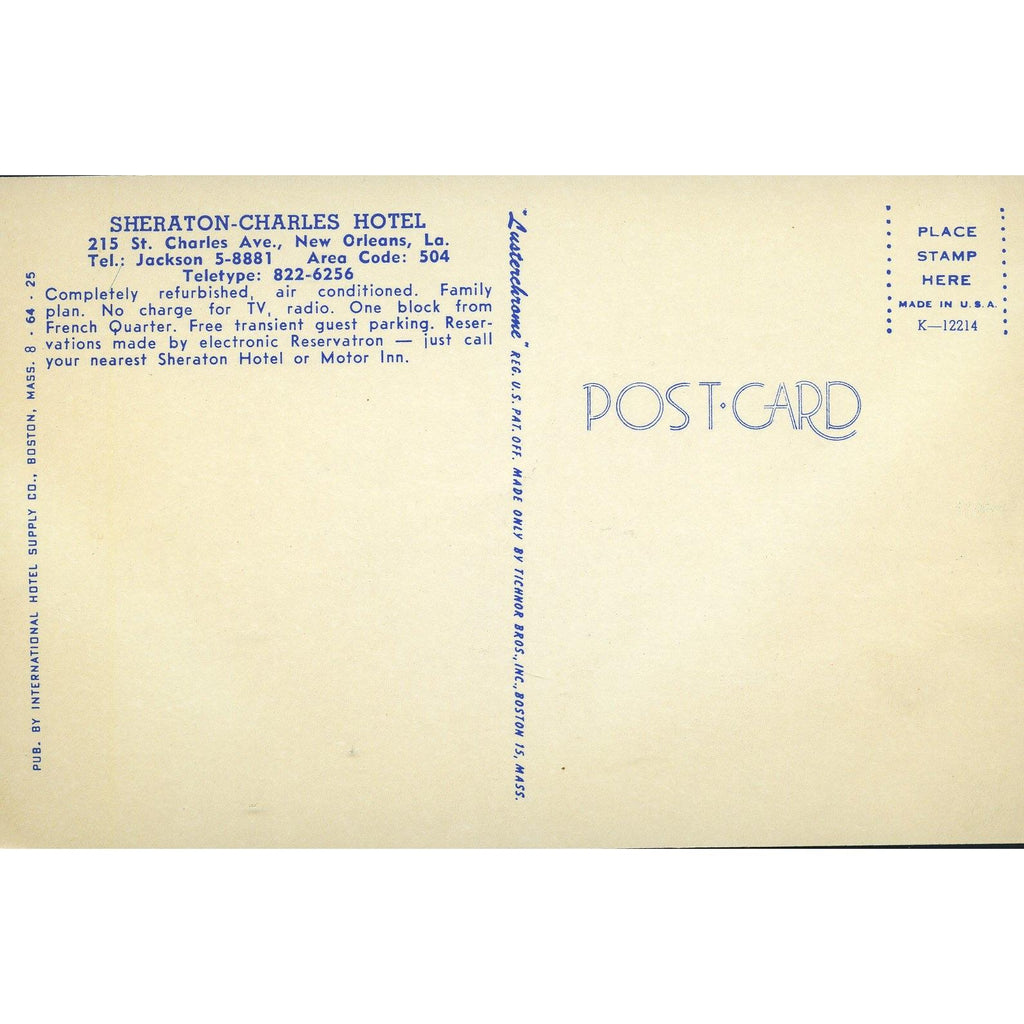 SHERATON-CHARLES HOTEL
215 St. Charles Ave., New Orleans, La.
Tel.: Jackson 5-8881 Area Code: 504
Teletype: 822-6256
Completely refurbished, air conditioned. Family
plan. No charge for TV, radio. One block from
French Quarter. Free transient guest parking. Reser-
vations made by electronic Reservatron — just call
your nearest Sheraton Hotel or Motor Inn.
PUB. BY INTERNATIONAL HOTEL SUPPLY CO., BOSTON, MASS. 8 - 64 - 25
"Lusterchrome" REG. U.S. PAT. OFF. MADE ONLY BY TICHNOR BROS., INC., BOSTON 15, MASS.
PLACE
STAMP
HERE
MADE IN U.S.A.
K—12214
POST·CARD